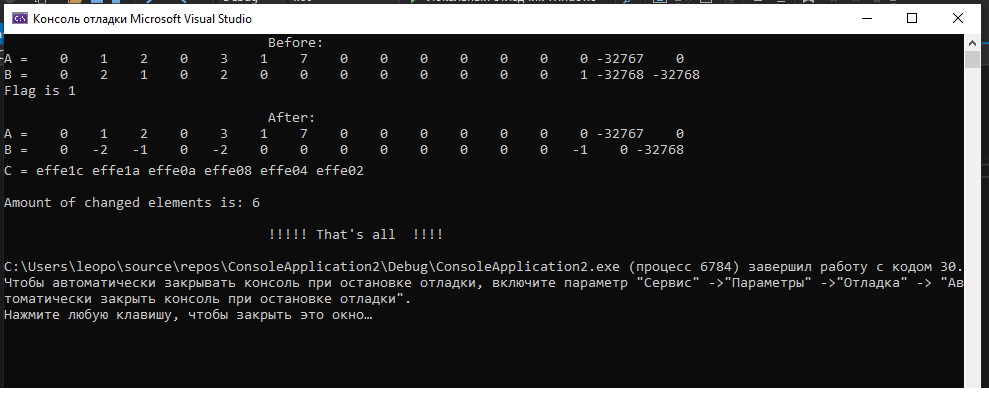 Консоль отладки Microsoft Visual Studio
Before:
A = 0 1 2 0 3 1 7 0 0 0 0 0 0 0 -32767 0
B = 0 2 1 0 2 0 0 0 0 0 0 0 0 1 -32768 -32768
Flag is 1
After:
A = 0 1 2 0 3 1 7 0 0 0 0 0 0 0 -32767 0
B = 0 -2 -1 0 -2 0 0 0 0 0 0 0 0 -1 0 -32768
C = effe1c effe1a effe0a effe08 effe04 effe02
Amount of changed elements is: 6
!!!!! That's all !!!!
C:\Users\leopo\source\repos\ConsoleApplication2\Debug\ConsoleApplication2.exe (процесс 6784) завершил работу с кодом 30.
Чтобы автоматически закрывать консоль при остановке отладки, включите параметр "Сервис" ->"Параметры" ->"Отладка" -> "Ав
томатически закрыть консоль при остановке отладки".
Нажмите любую клавишу, чтобы закрыть это окно…